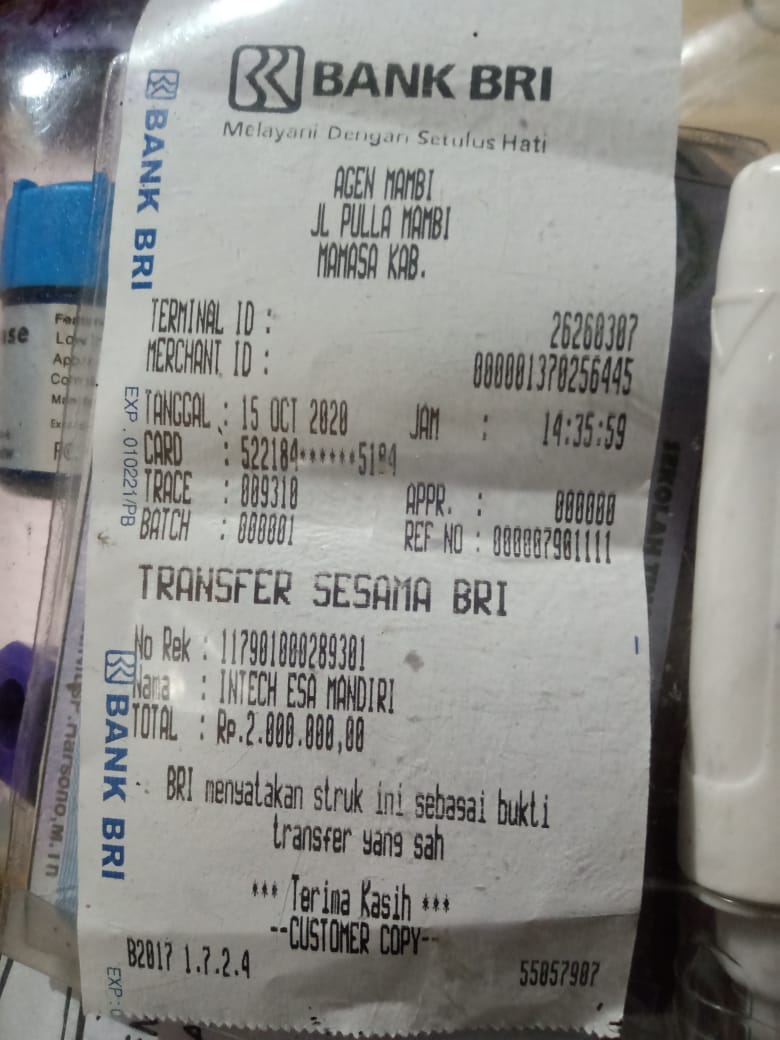 BANK BRI
Melayani Dengan Setulus Hati
AGEN MAMBI
JL PULLA MAMBI
MAMASA KAB.
TERMINAL ID : 26260307
MERCHANT ID : 000001370256445
TANGGAL : 15 OCT 2020 JAM : 14:35:59
CARD : 522184******5194
TRACE : 009310 APPR. : 000000
BATCH : 000001 REF NO : 000007901111
TRANSFER SESAMA BRI
No Rek : 117901000289301
Nama : INTECH ESA MANDIRI
TOTAL : Rp.2.000.000,00
BRI menyatakan struk ini sebagai bukti
transfer yang sah
*** Terima Kasih ***
--CUSTOMER COPY--
B2017 1.7.2.4 55057907
BANK BRI
EXP . 010221/PB
BANK BRI
EXP
harsono,M.